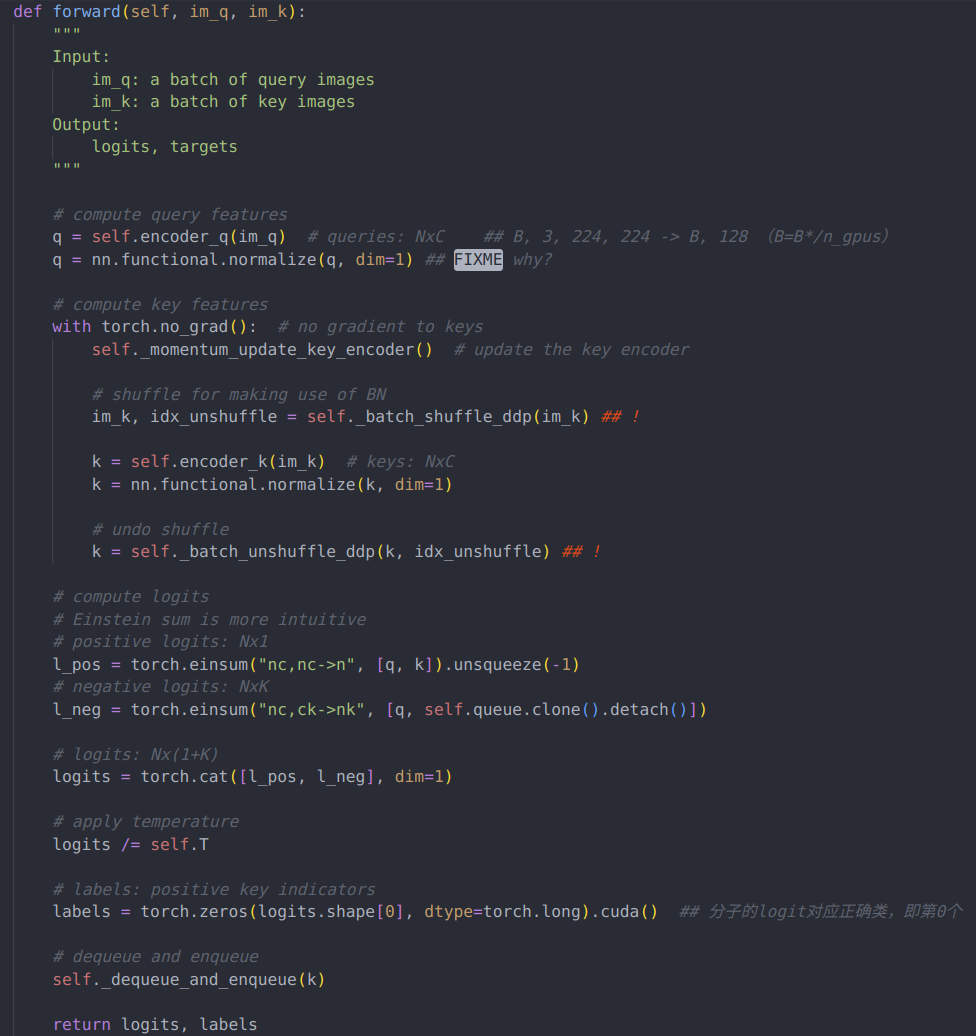 def forward(self, im_q, im_k):
"""
Input:
im_q: a batch of query images
im_k: a batch of key images
Output:
logits, targets
"""
# compute query features
q = self.encoder_q(im_q)  # queries: NxC    ## B, 3, 224, 224 -> B, 128 （B=B*/n_gpus）
q = nn.functional.normalize(q, dim=1) ## FIXME why?
# compute key features
with torch.no_grad():  # no gradient to keys
self._momentum_update_key_encoder()  # update the key encoder
# shuffle for making use of BN
im_k, idx_unshuffle = self._batch_shuffle_ddp(im_k) ## !
k = self.encoder_k(im_k)  # keys: NxC
k = nn.functional.normalize(k, dim=1)
# undo shuffle
k = self._batch_unshuffle_ddp(k, idx_unshuffle) ## !
# compute logits
# Einstein sum is more intuitive
# positive logits: Nx1
l_pos = torch.einsum("nc,nc->n", [q, k]).unsqueeze(-1)
# negative logits: NxK
l_neg = torch.einsum("nc,ck->nk", [q, self.queue.clone().detach()])
# logits: Nx(1+K)
logits = torch.cat([l_pos, l_neg], dim=1)
# apply temperature
logits /= self.T
# labels: positive key indicators
labels = torch.zeros(logits.shape[0], dtype=torch.long).cuda()  ## 分子的logit对应正确类，即第0个
# dequeue and enqueue
self._dequeue_and_enqueue(k)
return logits, labels